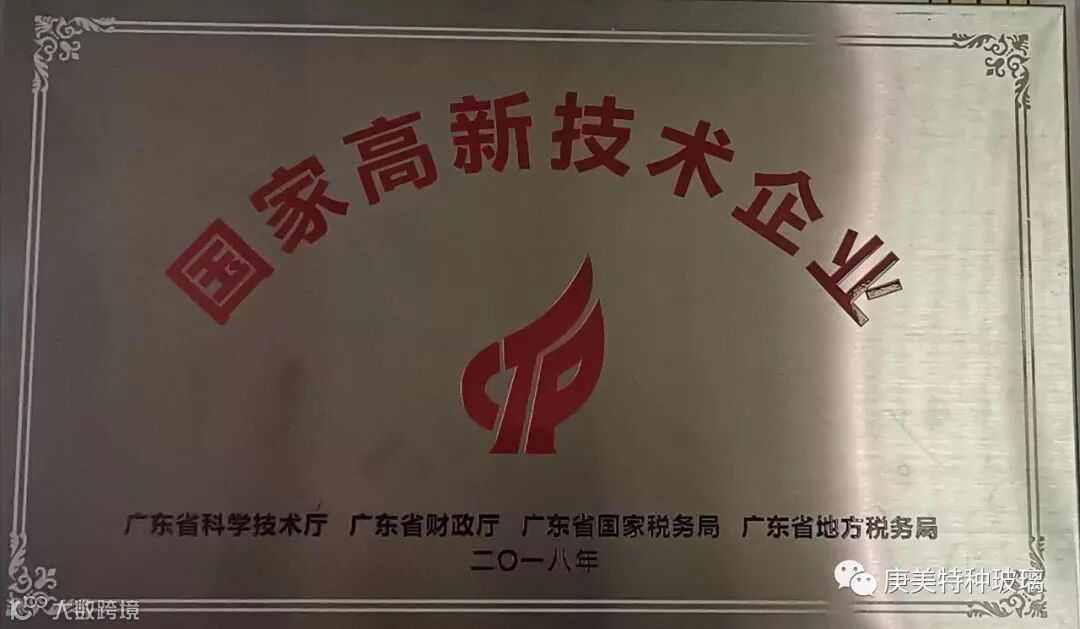 国家高新技术企业
CTP
广东省科学技术厅 广东省财政厅 广东省国家税务局 广东省地方税务局
二〇一八年
庚美特种玻璃
大数跨境